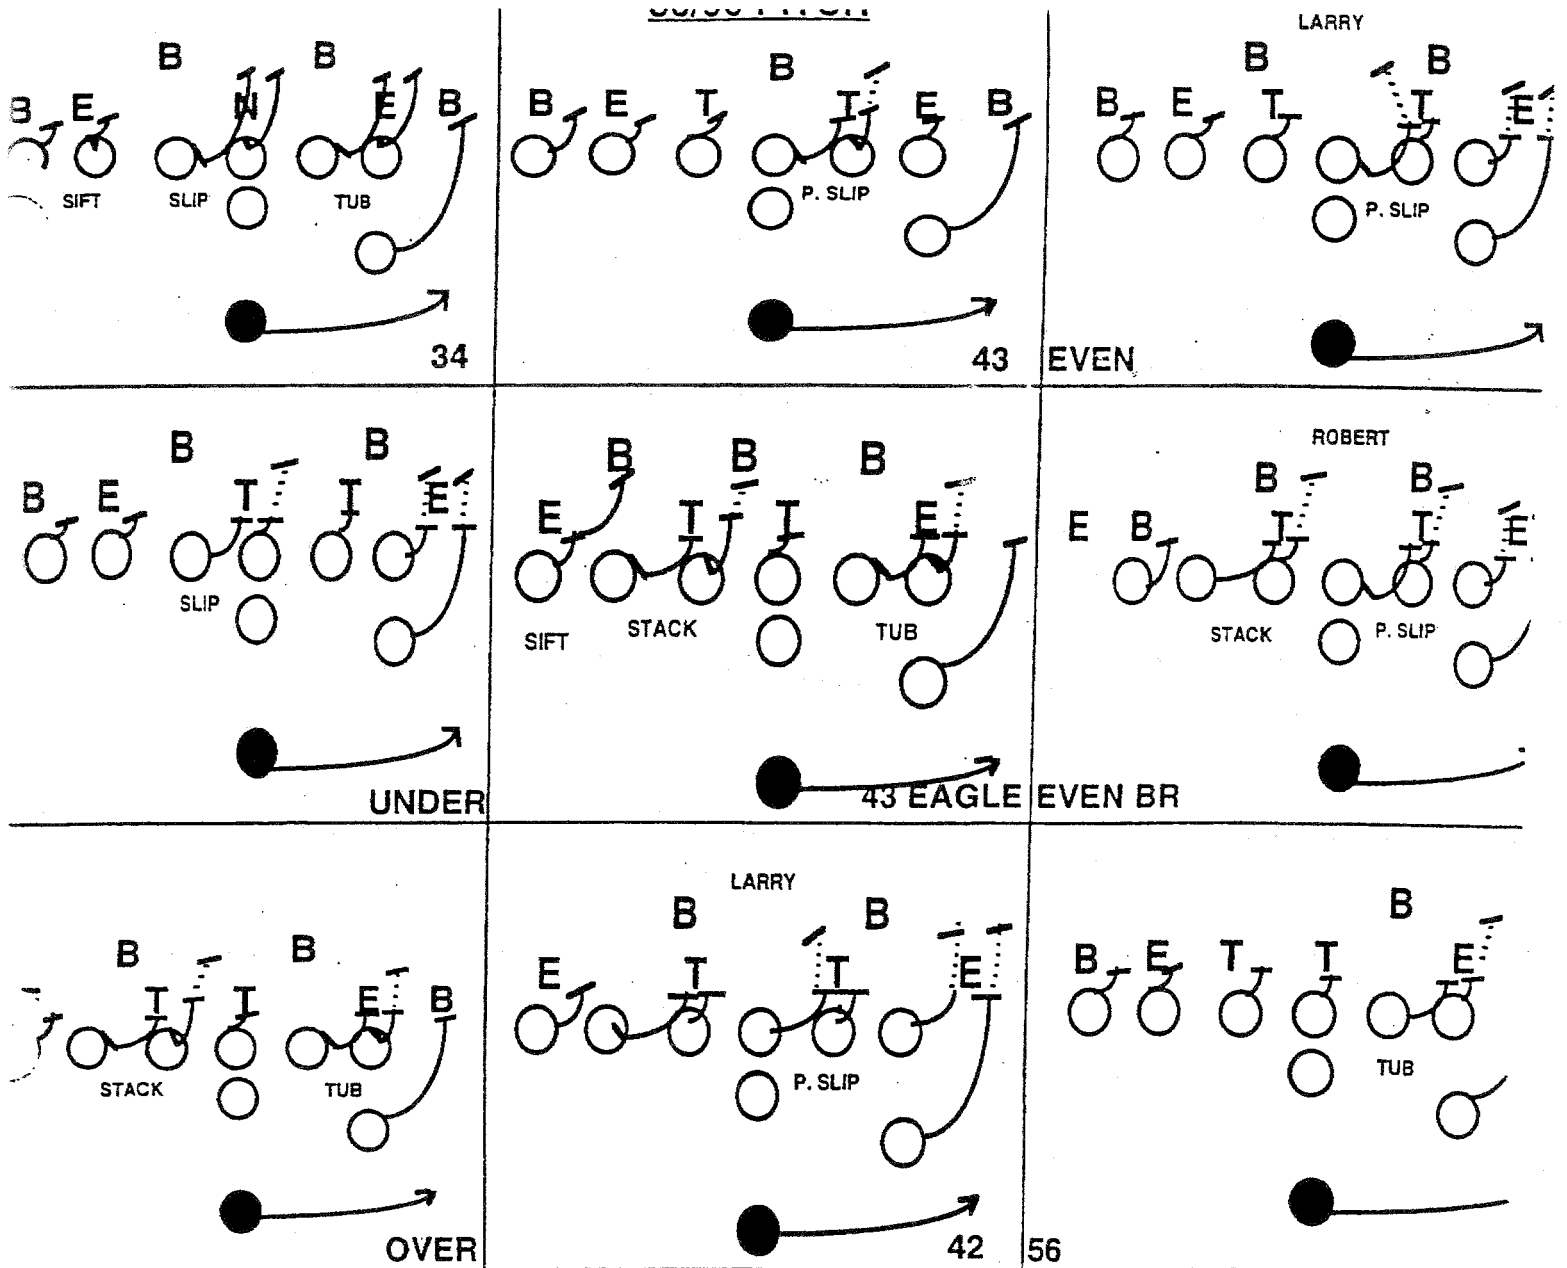 LARRY
B B B B
B E N E B
B E T T E B
B E T T E
SIFT SLIP TUB
P. SLIP
P. SLIP
34
43
EVEN
ROBERT
B B
B E T T E
SLIP
UNDER
B B B
E T T E
SIFT STACK TUB
43 EAGLE
B B
E B T T E
STACK P. SLIP
EVEN BR
B B
T T E B
STACK TUB
OVER
LARRY
B B
E T T E
P. SLIP
42
B
B E T T E
TUB
56